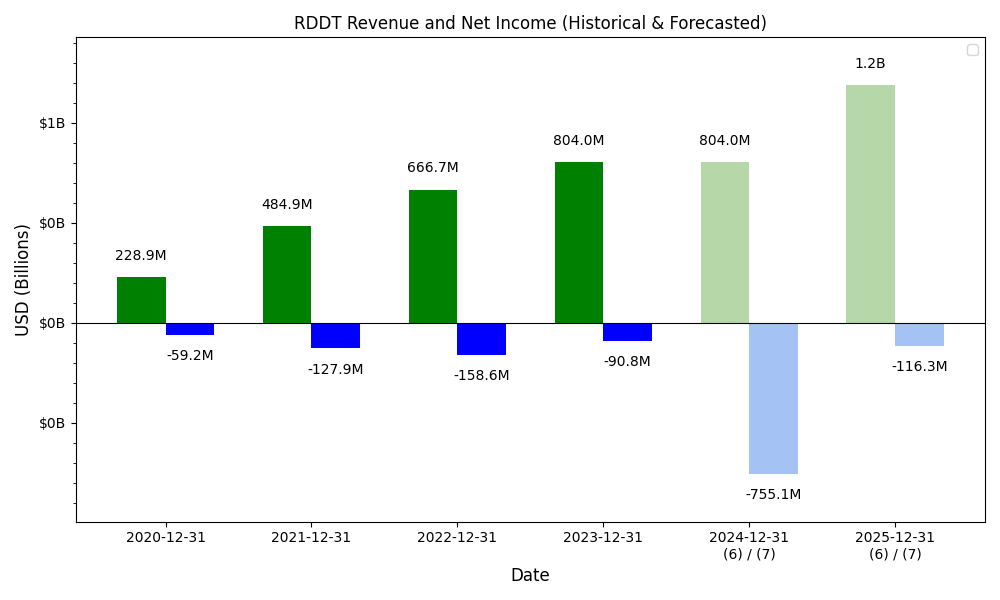 RDDT Revenue and Net Income (Historical & Forecasted)
USD (Billions)
$1B
$0B
$0B
$0B
228.9M
484.9M
666.7M
804.0M
804.0M
1.2B
-59.2M
-127.9M
-158.6M
-90.8M
-755.1M
-116.3M
2020-12-31
2021-12-31
2022-12-31
2023-12-31
2024-12-31
(6) / (7)
2025-12-31
(6) / (7)
Date